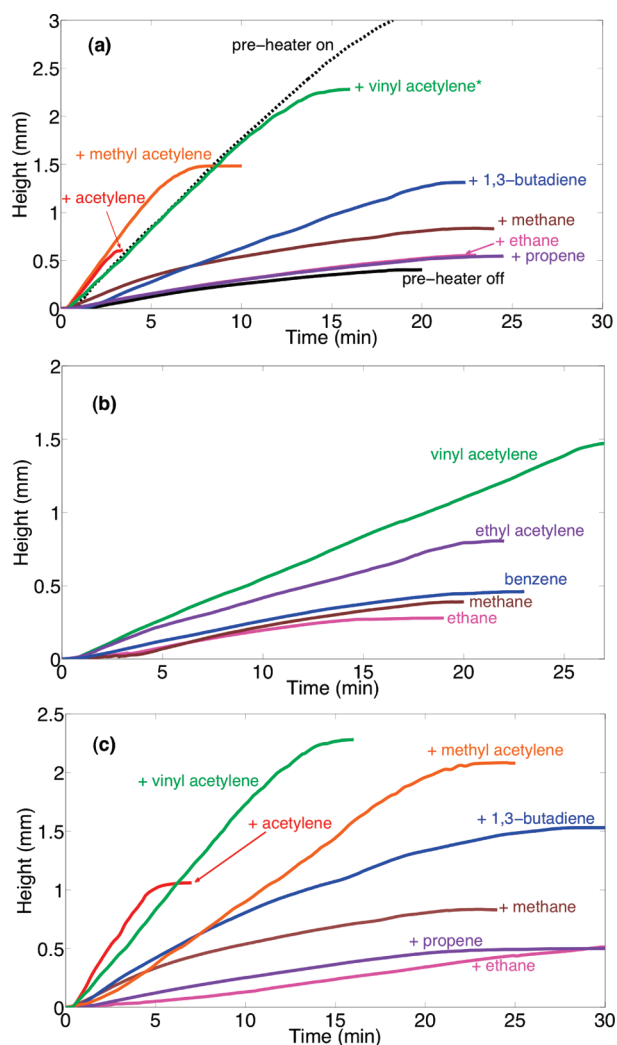 (a)
pre-heater on
+ vinyl acetylene*
+ methyl acetylene
+ acetylene
+ 1,3-butadiene
+ methane
+ ethane
+ propene
pre-heater off
Height (mm)
3
2.5
2
1.5
1
0.5
0
0 5 10 15 20 25 30
Time (min)
(b)
vinyl acetylene
ethyl acetylene
benzene
methane
ethane
Height (mm)
2
1.5
1
0.5
0
0 5 10 15 20 25
Time (min)
(c)
+ methyl acetylene
+ vinyl acetylene
+ acetylene
+ 1,3-butadiene
+ methane
+ propene
+ ethane
Height (mm)
2.5
2
1.5
1
0.5
0
0 5 10 15 20 25 30
Time (min)